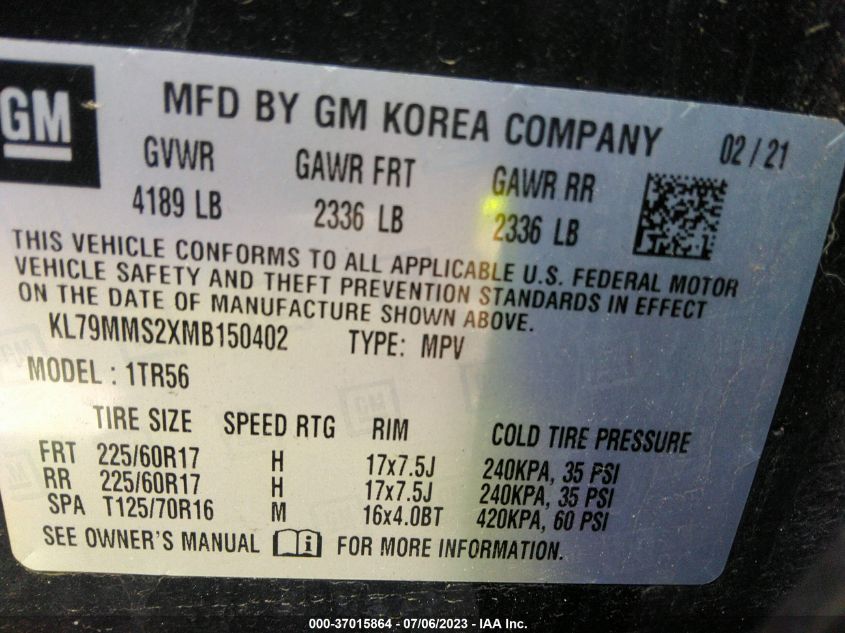 GM
MFD BY GM KOREA COMPANY 02/21
GVWR GAWR FRT GAWR RR
4189 LB 2336 LB 2336 LB
THIS VEHICLE CONFORMS TO ALL APPLICABLE U.S. FEDERAL MOTOR
VEHICLE SAFETY AND THEFT PREVENTION STANDARDS IN EFFECT
ON THE DATE OF MANUFACTURE SHOWN ABOVE.
KL79MMS2XMB150402 TYPE: MPV
MODEL : 1TR56
TIRE SIZE SPEED RTG RIM COLD TIRE PRESSURE
FRT 225/60R17 H 17x7.5J 240KPA, 35 PSI
RR 225/60R17 H 17x7.5J 240KPA, 35 PSI
SPA T125/70R16 M 16x4.0BT 420KPA, 60 PSI
SEE OWNER'S MANUAL i FOR MORE INFORMATION.
000-37015864 - 07/06/2023 - IAA Inc.